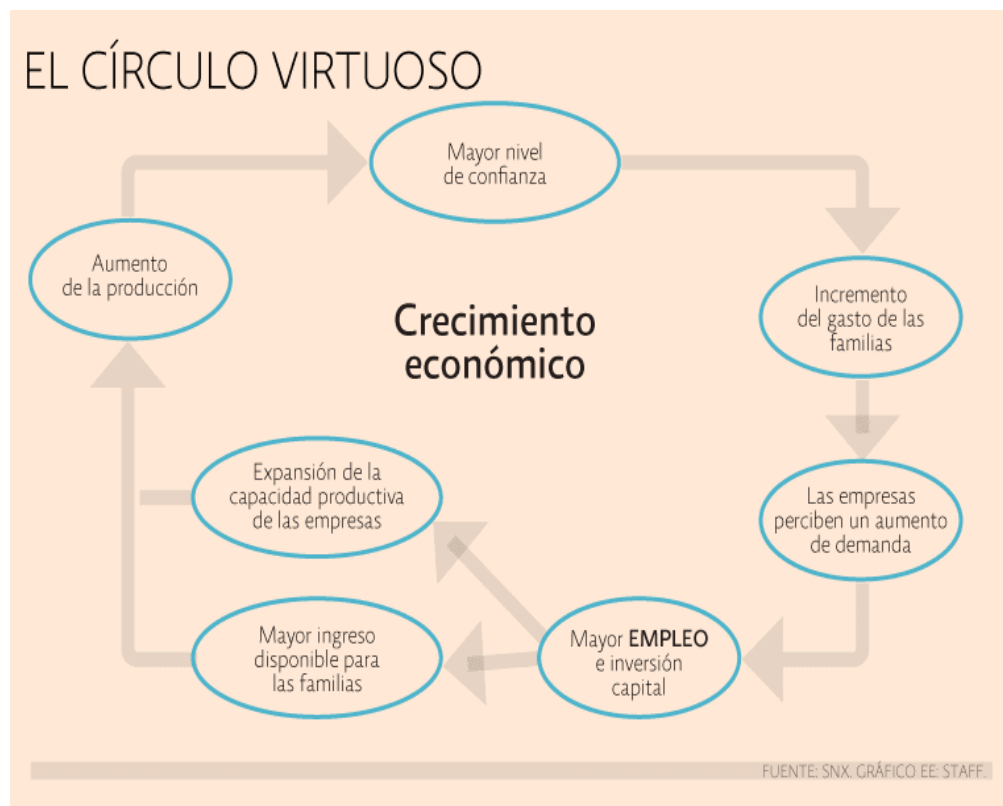 EL CÍRCULO VIRTUOSO
Mayor nivel
de confianza
Aumento
de la producción
Incremento
del gasto de las
familias
Crecimiento
económico
Expansión de la
capacidad productiva
de las empresas
Las empresas
perciben un aumento
de demanda
Mayor ingreso
disponible para
las familias
Mayor EMPLEO
e inversión
capital
FUENTE: SNX. GRÁFICO EE: STAFF.